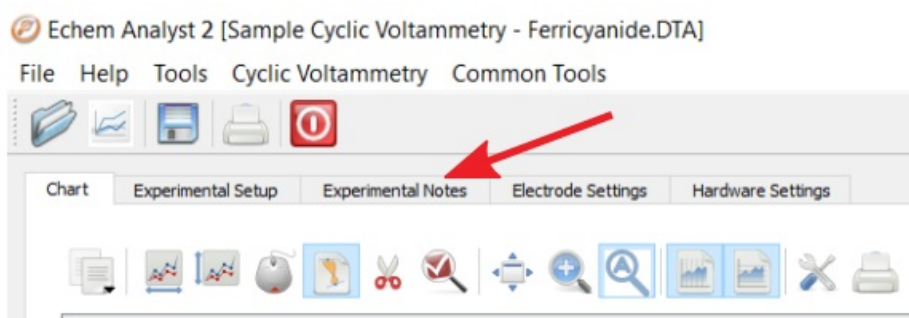 Echem Analyst 2 [Sample Cyclic Voltammetry - Ferricyanide.DTA]
File Help Tools Cyclic Voltammetry Common Tools
Chart Experimental Setup Experimental Notes Electrode Settings Hardware Settings
A